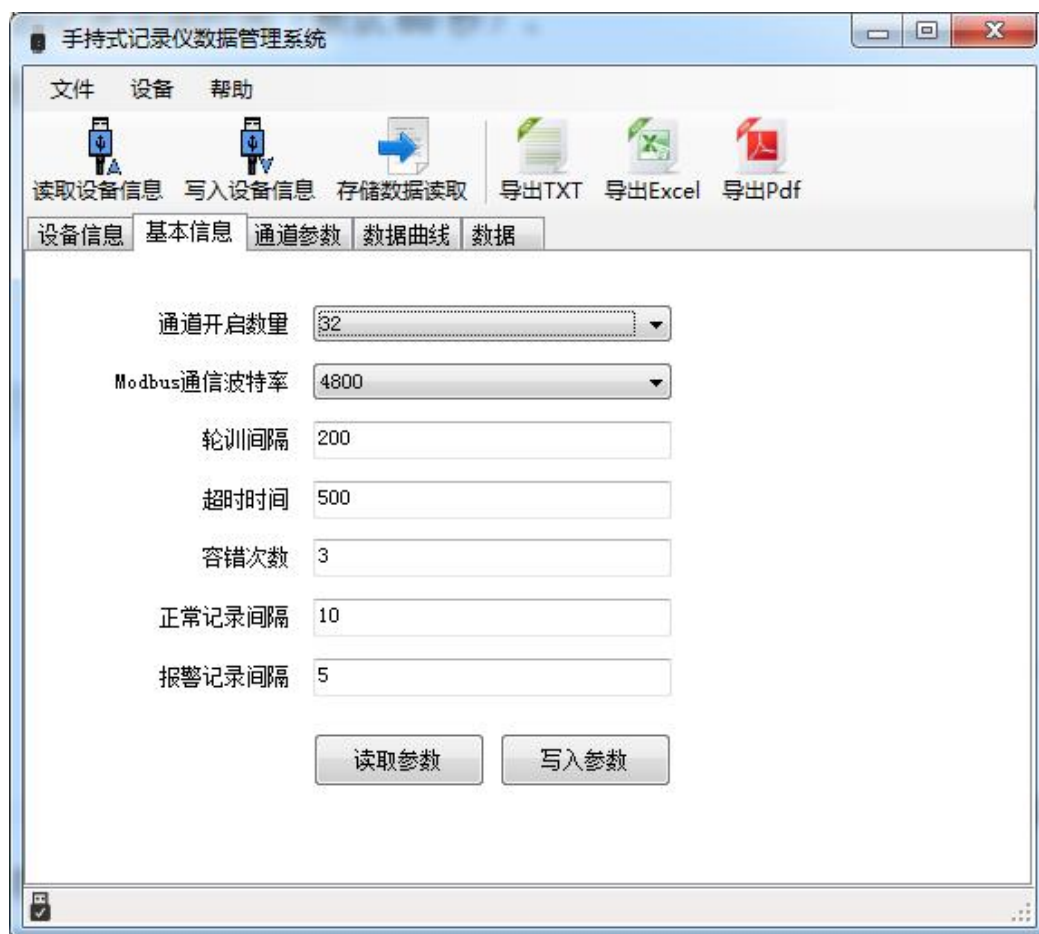 手持式记录仪数据管理系统
文件 设备 帮助
读取设备信息 写入设备信息 存储数据读取 导出TXT 导出Excel 导出Pdf
设备信息 基本信息 通道参数 数据曲线 数据
通道开启数量 32
Modbus通信波特率 4800
轮训间隔 200
超时时间 500
容错次数 3
正常记录间隔 10
报警记录间隔 5
读取参数 写入参数